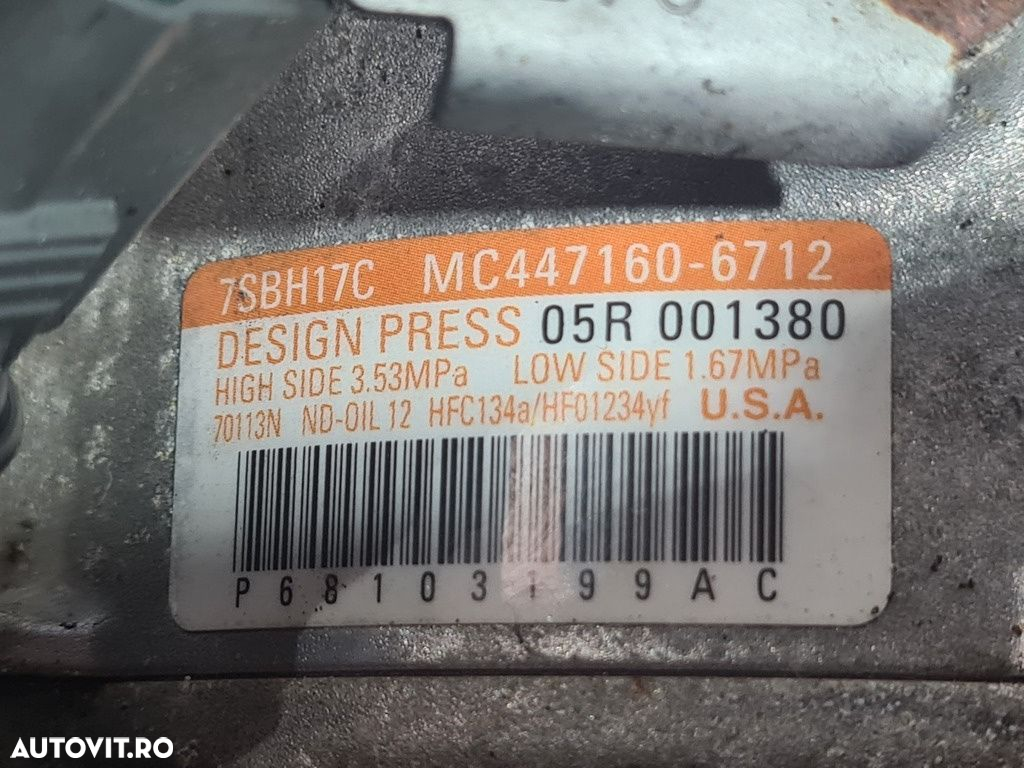 7SBH17C MC447160-6712
DESIGN PRESS 05R 001380
HIGH SIDE 3.53MPa LOW SIDE 1.67MPa
70113N ND-OIL 12 HFC134a/HFO1234yf U.S.A.
P68103199AC
AUTOVIT.RO